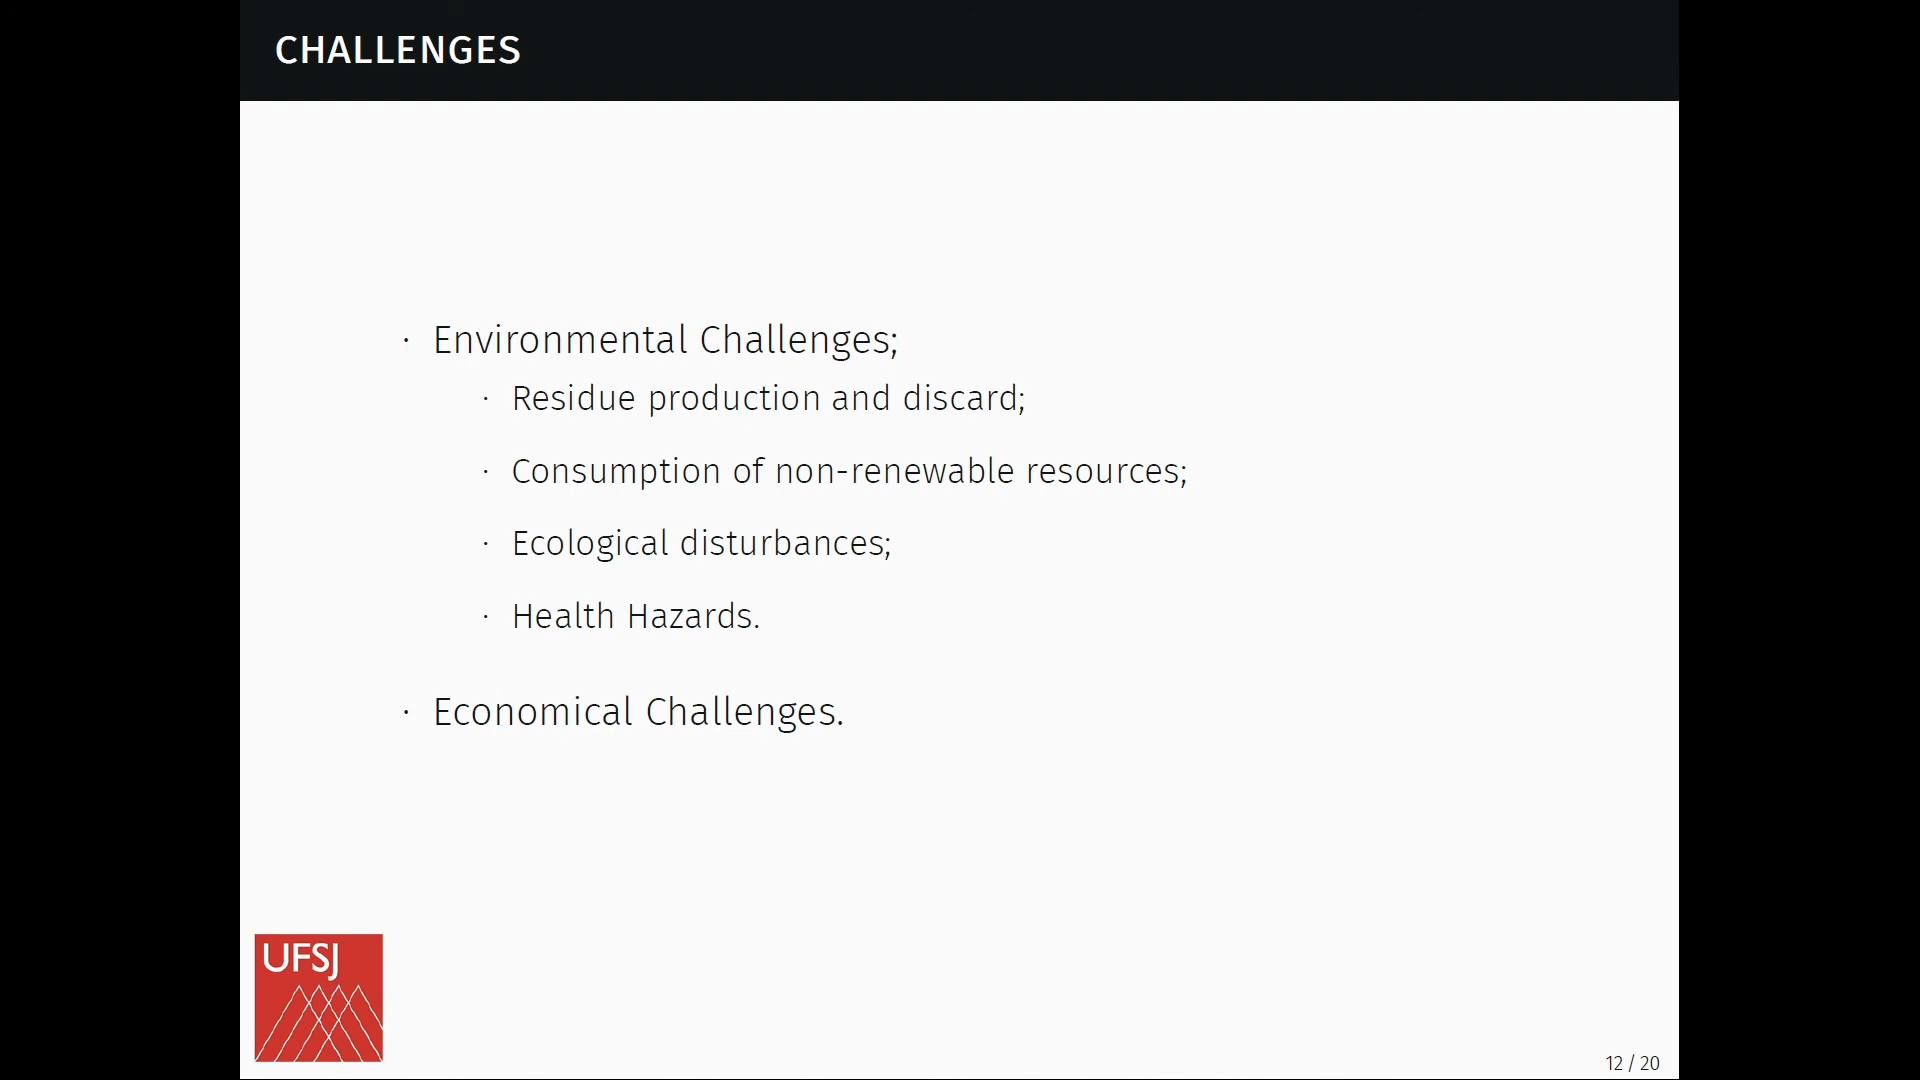 CHALLENGES
· Environmental Challenges;
· Residue production and discard;
· Consumption of non-renewable resources;
· Ecological disturbances;
· Health Hazards.
· Economical Challenges.
UFSJ
12 / 20